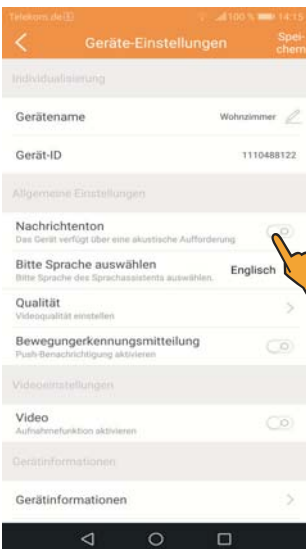 Telekom.de
100 % 14:15
Geräte-Einstellungen
Spei-
chern
Individualisierung
Gerätename Wohnzimmer
Gerät-ID 1110488122
Allgemeine Einstellungen
Nachrichtenton
Das Gerät verfügt über eine akustische Aufforderung
Bitte Sprache auswählen Englisch
Bitte Sprache des Sprachassistents auswählen.
Qualität
Videoqualität einstellen
Bewegungerkennungsmitteilung
Push-Benachrichtigung aktivieren
Videoeinstellungen
Video
Aufnahmefunktion aktivieren
Gerätinformationen
Gerätinformationen